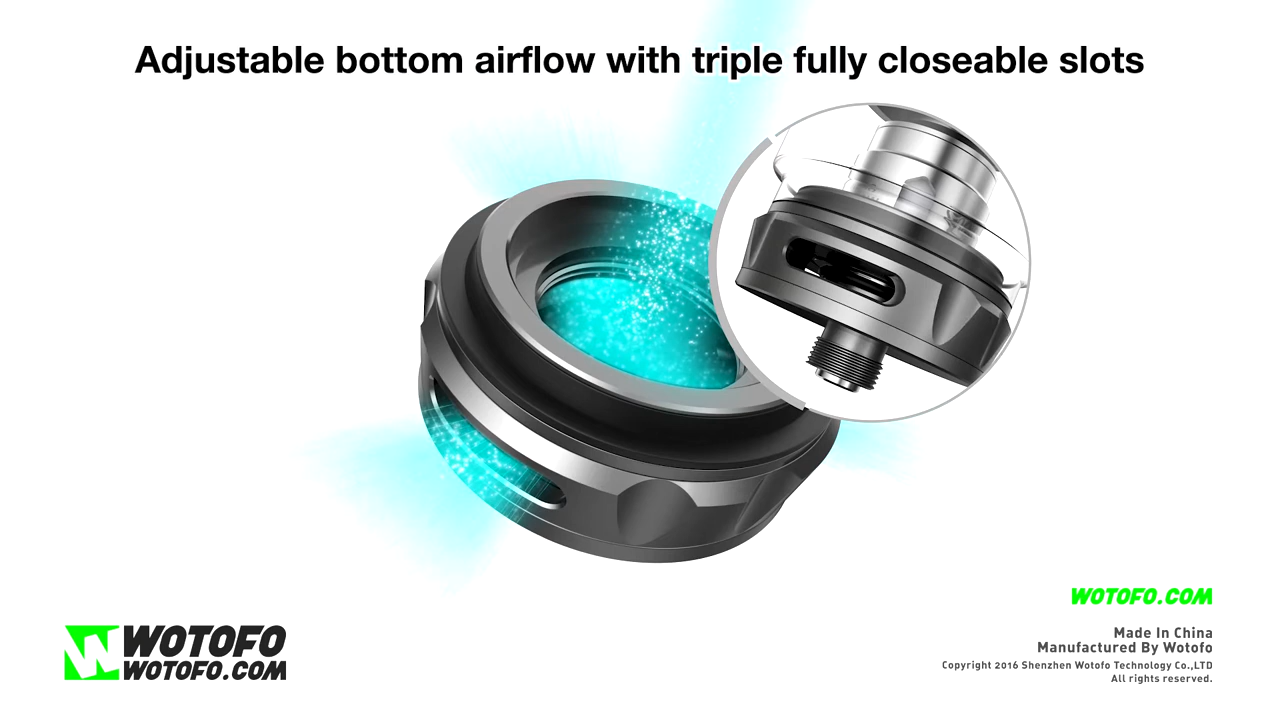 Adjustable bottom airflow with triple fully closeable slots
WOTOFO
WOTOFO.COM
WOTOFO.COM
Made In China
Manufactured By Wotofo
Copyright 2016 Shenzhen Wotofo Technology Co.,LTD
All rights reserved.